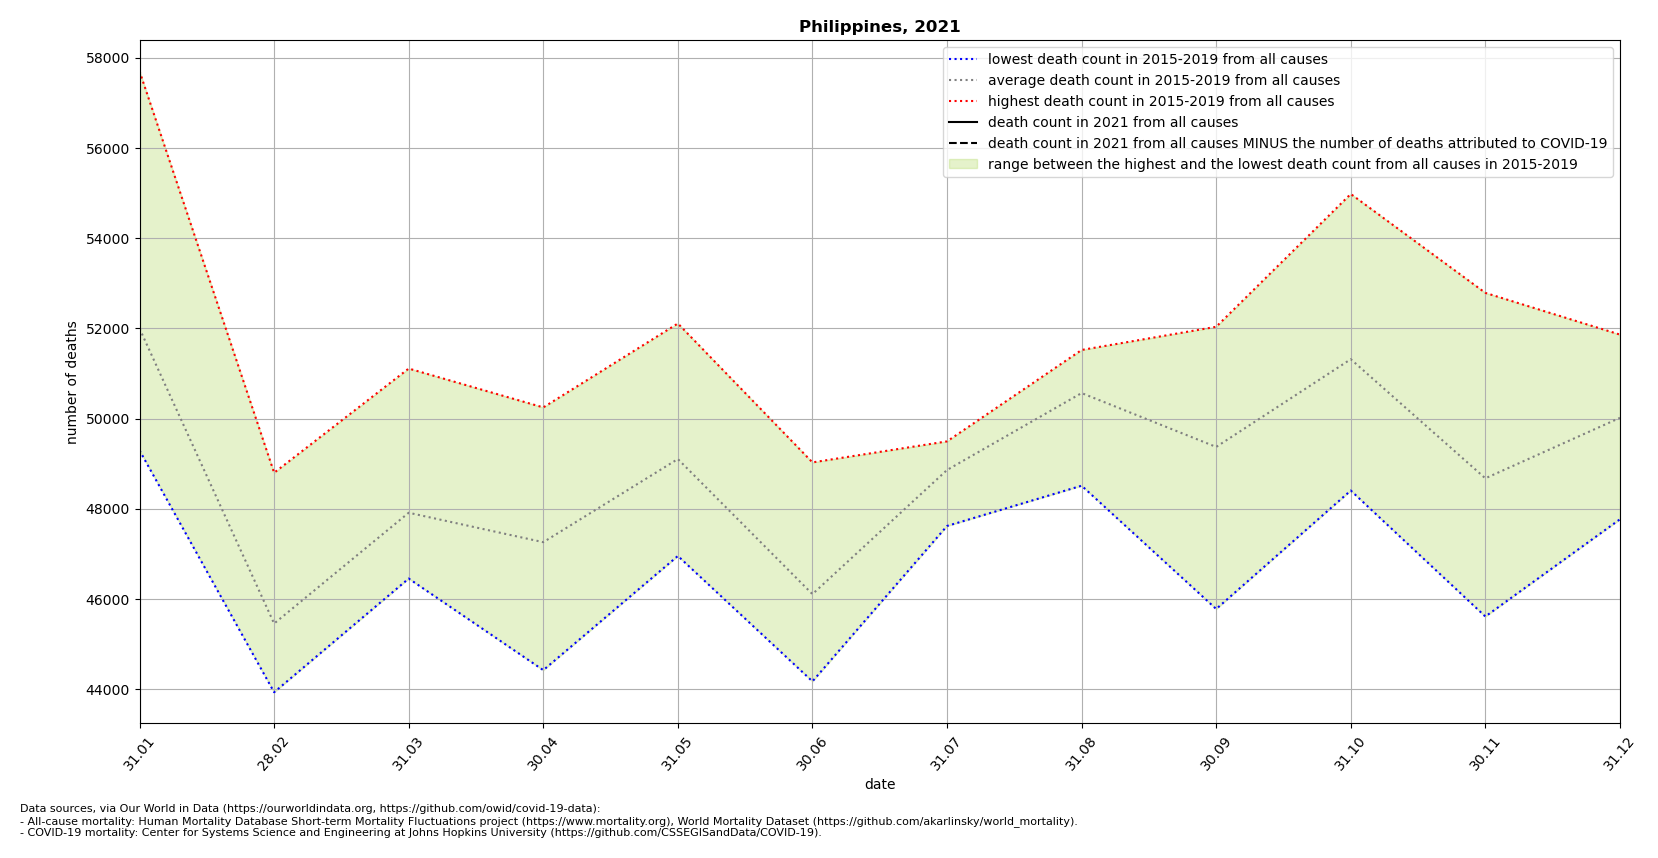 Philippines, 2021
58000
56000
54000
52000
50000
48000
46000
44000
number of deaths
lowest death count in 2015-2019 from all causes
average death count in 2015-2019 from all causes
highest death count in 2015-2019 from all causes
death count in 2021 from all causes
death count in 2021 from all causes MINUS the number of deaths attributed to COVID-19
range between the highest and the lowest death count from all causes in 2015-2019
31.01
28.02
31.03
30.04
31.05
30.06
31.07
31.08
30.09
31.10
30.11
31.12
date
Data sources, via Our World in Data (https://ourworldindata.org, https://github.com/owid/covid-19-data):
- All-cause mortality: Human Mortality Database Short-term Mortality Fluctuations project (https://www.mortality.org), World Mortality Dataset (https://github.com/akarlinsky/world_mortality).
- COVID-19 mortality: Center for Systems Science and Engineering at Johns Hopkins University (https://github.com/CSSEGISandData/COVID-19).